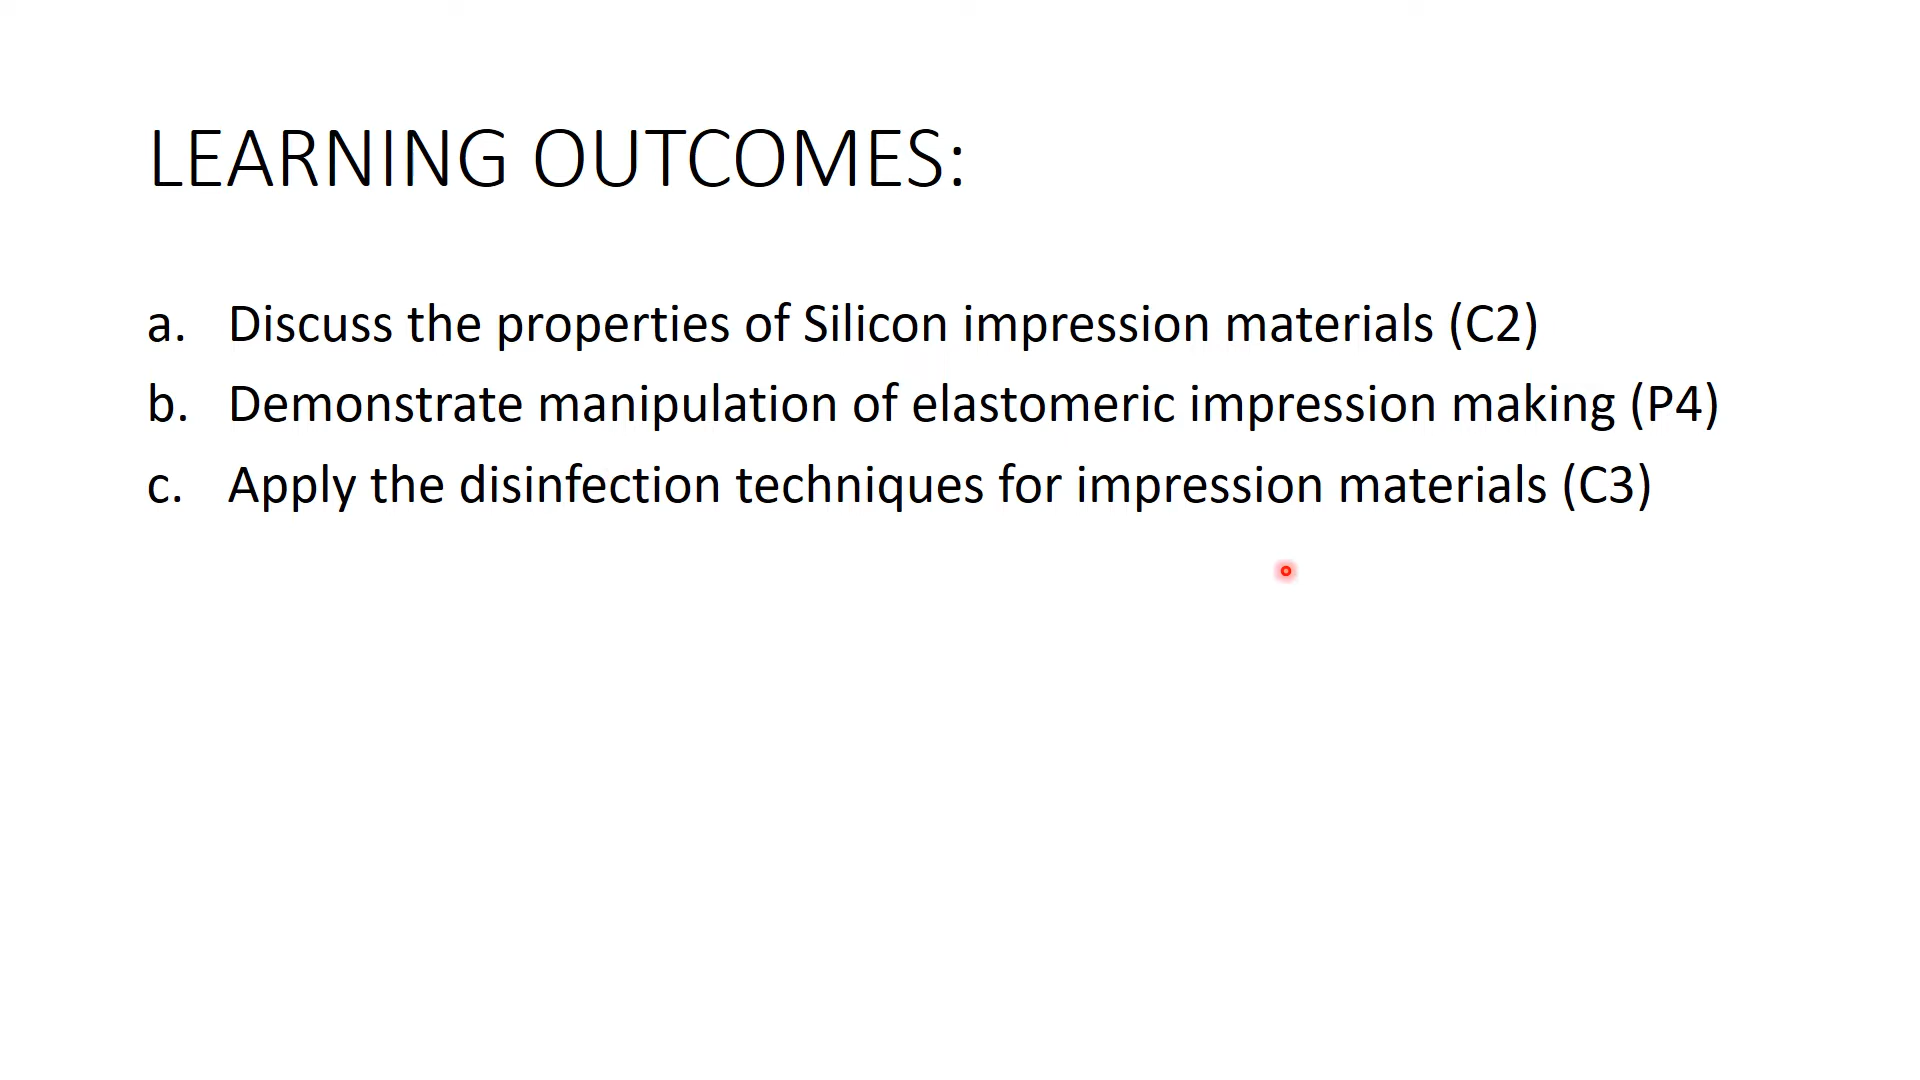 LEARNING OUTCOMES:
a. Discuss the properties of Silicon impression materials (C2)
b. Demonstrate manipulation of elastomeric impression making (P4)
c. Apply the disinfection techniques for impression materials (C3)